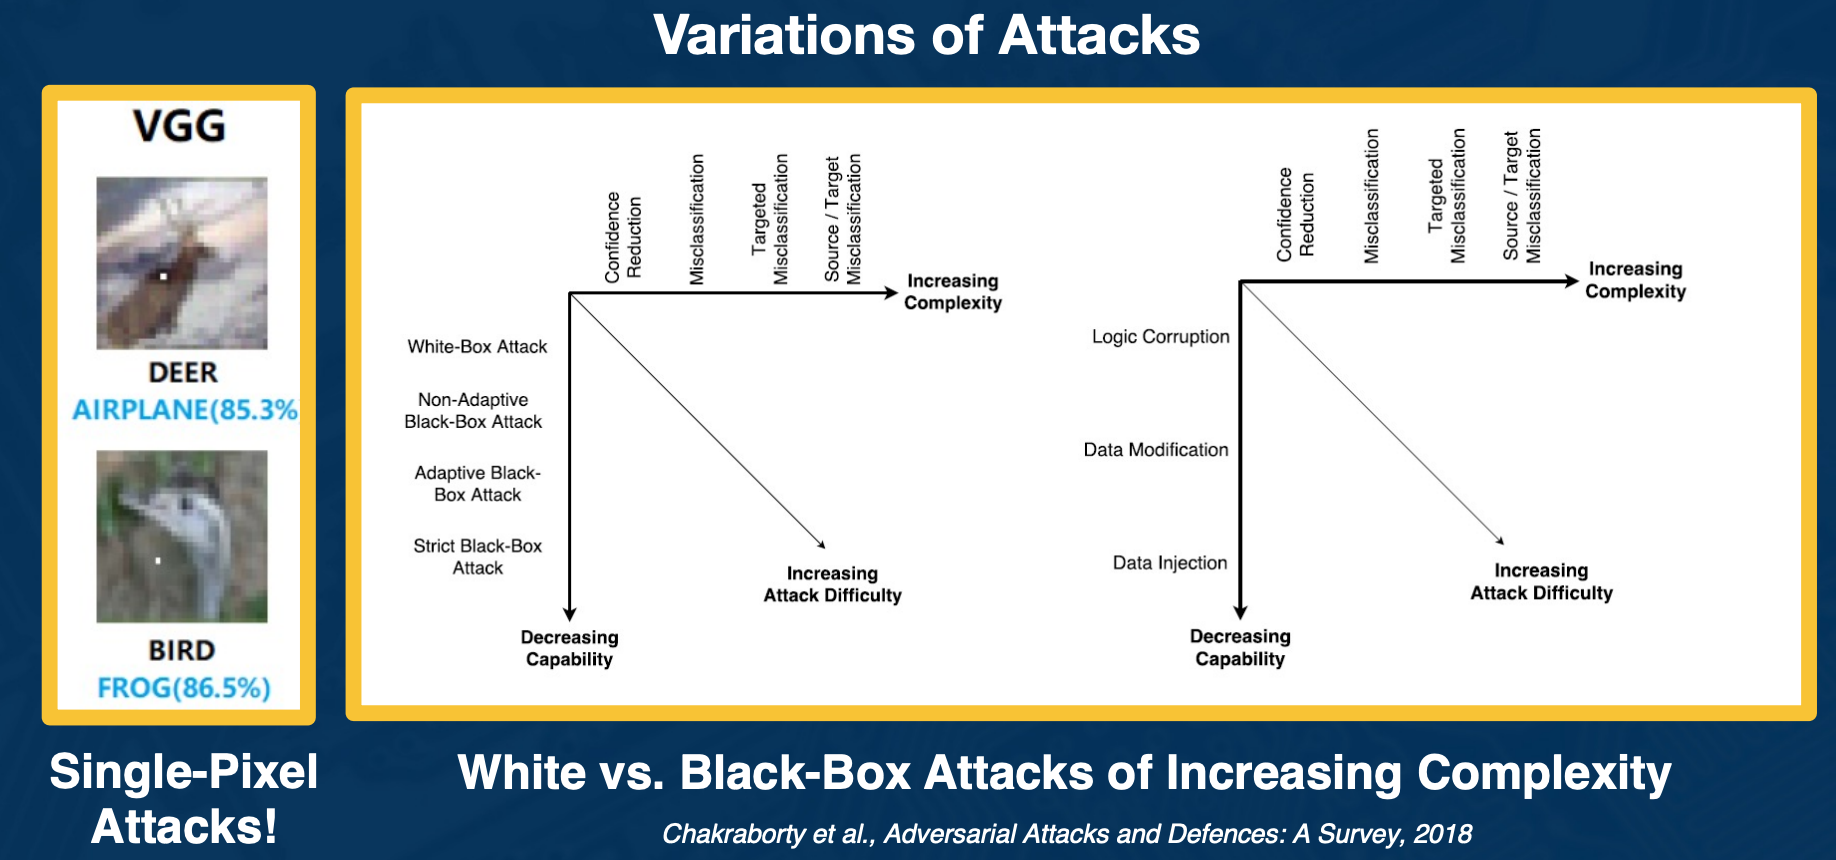 Variations of Attacks
VGG
DEER
AIRPLANE(85.3%
BIRD
FROG(86.5%)
Single-Pixel
Attacks!
Confidence
Reduction
Misclassification
Targeted
Misclassification
Source / Target
Misclassification
Increasing
Complexity
White-Box Attack
Non-Adaptive
Black-Box Attack
Adaptive Black-
Box Attack
Strict Black-Box
Attack
Increasing
Attack Difficulty
Decreasing
Capability
Confidence
Reduction
Misclassification
Targeted
Misclassification
Source / Target
Misclassification
Increasing
Complexity
Logic Corruption
Data Modification
Data Injection
Increasing
Attack Difficulty
Decreasing
Capability
White vs. Black-Box Attacks of Increasing Complexity
Chakraborty et al., Adversarial Attacks and Defences: A Survey, 2018